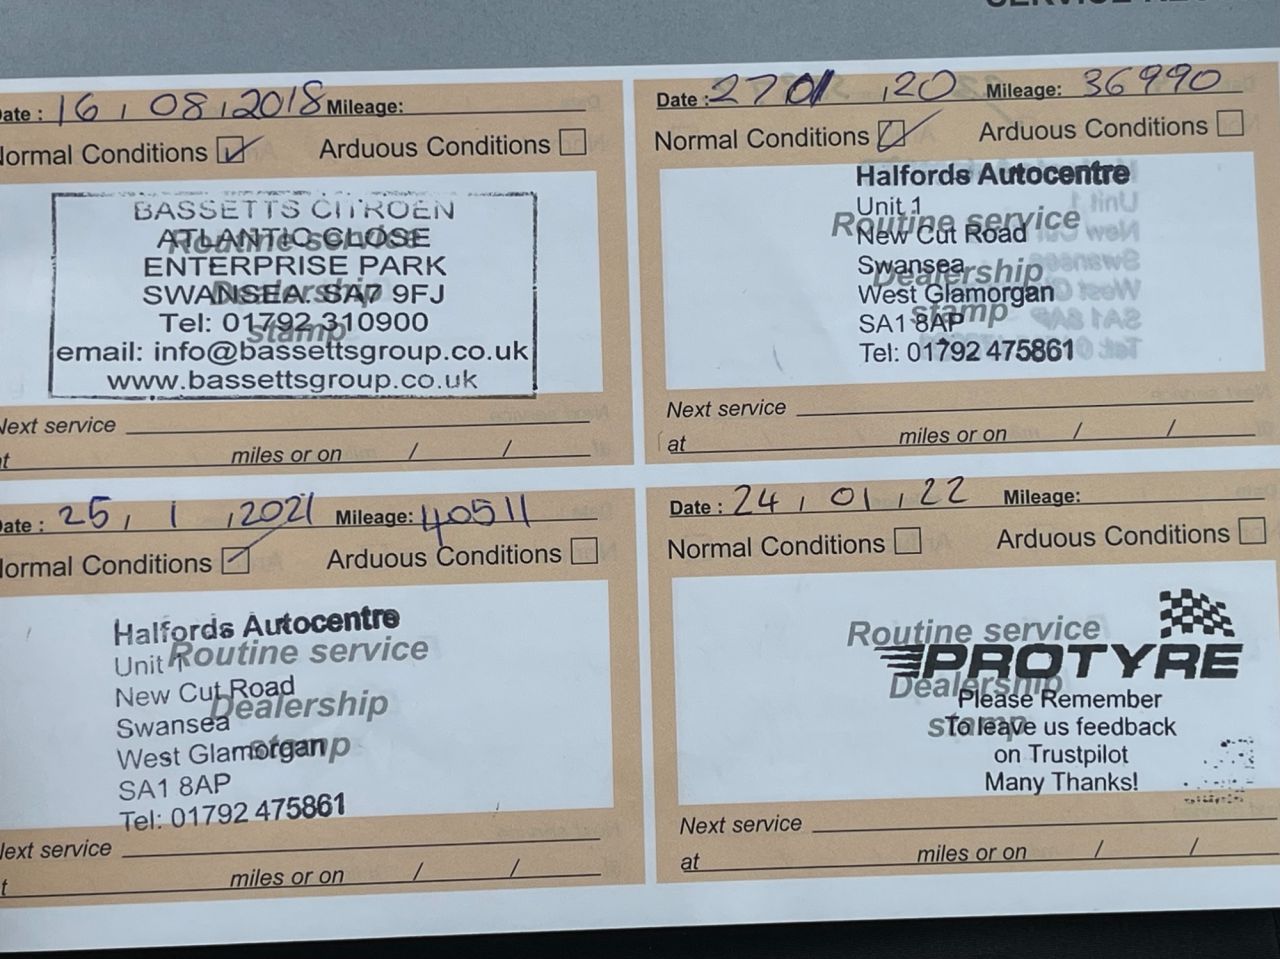 Date : 16 / 08 / 2018 Mileage:
Normal Conditions Arduous Conditions
BASSETTS CITROEN
ATLANTIC CLOSE
ENTERPRISE PARK
SWANSEA. SA7 9FJ
Tel: 01792 310900
email: info@bassettsgroup.co.uk
www.bassettsgroup.co.uk
Routine service
Dealership
stamp
Next service
at miles or on / /
Date : 27 01 / 20 Mileage: 36990
Normal Conditions Arduous Conditions
Halfords Autocentre
Unit 1
New Cut Road
Swansea
West Glamorgan
SA1 8AP
Tel: 01792 475861
Routine service
Dealership
stamp
Next service
at miles or on / /
Date : 25 / 1 / 2021 Mileage: 40511
Normal Conditions Arduous Conditions
Halfords Autocentre
Unit 1
New Cut Road
Swansea
West Glamorgan
SA1 8AP
Tel: 01792 475861
Routine service
Dealership
stamp
Next service
at miles or on / /
Date : 24 / 01 / 22 Mileage:
Normal Conditions Arduous Conditions
Routine service
PROTYRE
Dealership
stamp
Please Remember
To leave us feedback
on Trustpilot
Many Thanks!
Next service
at miles or on / /